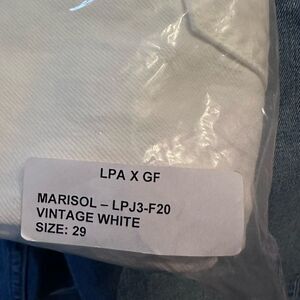 LPA X GF
MARISOL – LPJ3-F20
VINTAGE WHITE
SIZE: 29